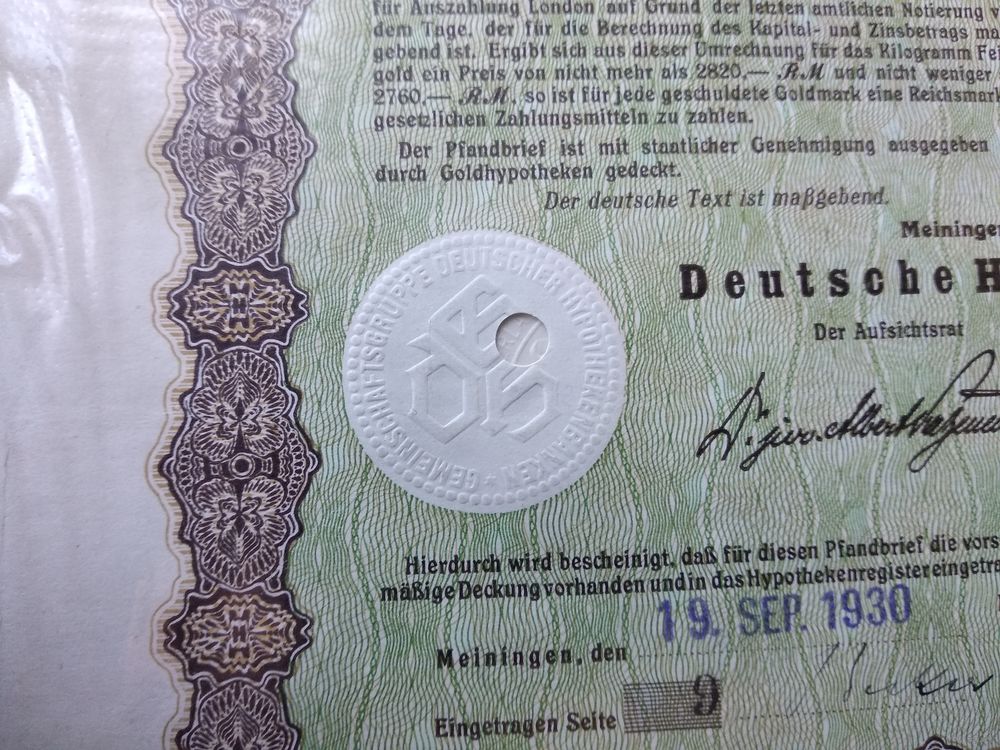 für Auszahlung London auf Grund der letzten amtlichen Notierung
dem Tage, der für die Berechnung des Kapital- und Zinsbetrags ma
gebend ist. Ergibt sich aus dieser Umrechnung für das Kilogramm Fei
gold ein Preis von nicht mehr als 2820,— RM und nicht weniger
2760,— RM, so ist für jede geschuldete Goldmark eine Reichsmark
gesetzlichen Zahlungsmitteln zu zahlen.
Der Pfandbrief ist mit staatlicher Genehmigung ausgegeben
durch Goldhypotheken gedeckt.
Der deutsche Text ist maßgebend.
Meiningen
Deutsche H
Der Aufsichtsrat
GEMEINSCHAFTSGRUPPE DEUTSCHER HYPOTHEKENBANKEN *
Hierdurch wird bescheinigt, daß für diesen Pfandbrief die vors
mäßige Deckung vorhanden und in das Hypothekenregister eingetra
19. SEP. 1930
Meiningen, den
Eingetragen Seite 9